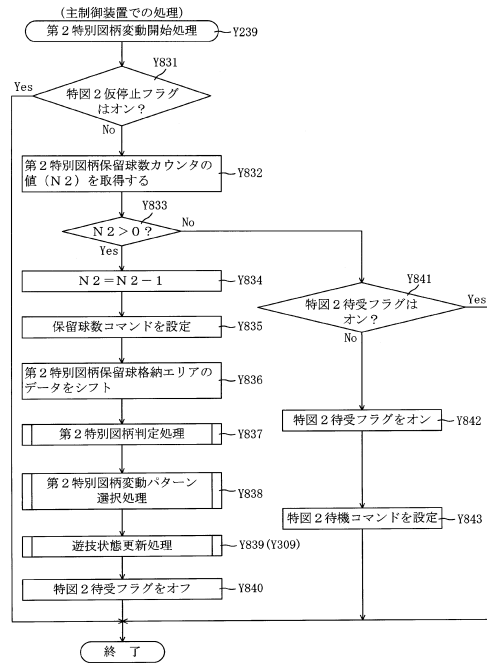 (主制御装置での処理)
第2特別図柄変動開始処理
Y239
Y831
Yes
特図2仮停止フラグ
はオン?
No
第2特別図柄保留球数カウンタの
値(N2)を取得する
Y832
Y833
N2>0?
No
Yes
N2=N2-1
Y834
保留球数コマンドを設定
Y835
第2特別図柄保留球格納エリアの
データをシフト
Y836
第2特別図柄判定処理
Y837
第2特別図柄変動パターン
選択処理
Y838
遊技状態更新処理
Y839(Y309)
特図2待受フラグをオフ
Y840
Y841
特図2待受フラグは
オン?
Yes
No
特図2待受フラグをオン
Y842
特図2待機コマンドを設定
Y843
終了